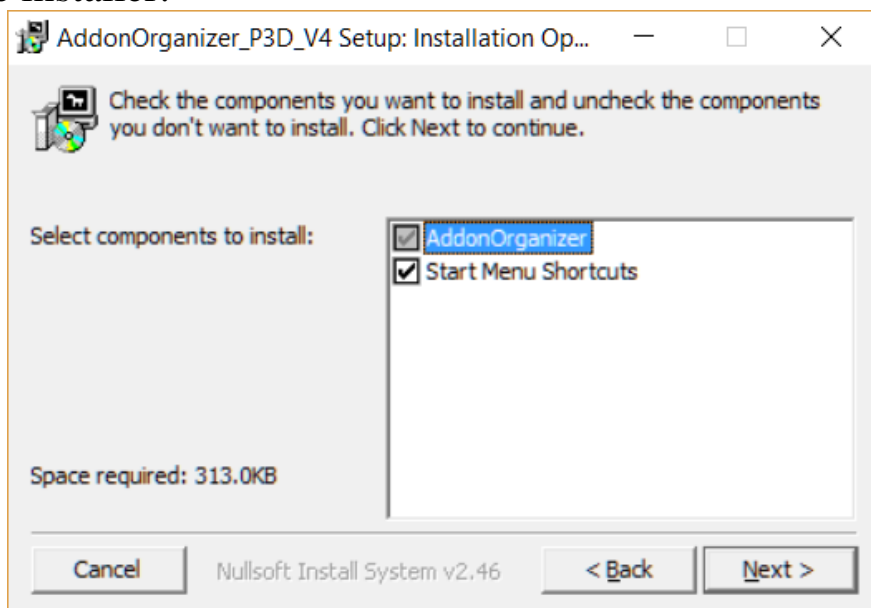 Installer.
AddonOrganizer_P3D_V4 Setup: Installation Op...
Check the components you want to install and uncheck the components
you don't want to install. Click Next to continue.
Select components to install:
AddonOrganizer
Start Menu Shortcuts
Space required: 313.0KB
Cancel
Nullsoft Install System v2.46
< Back
Next >